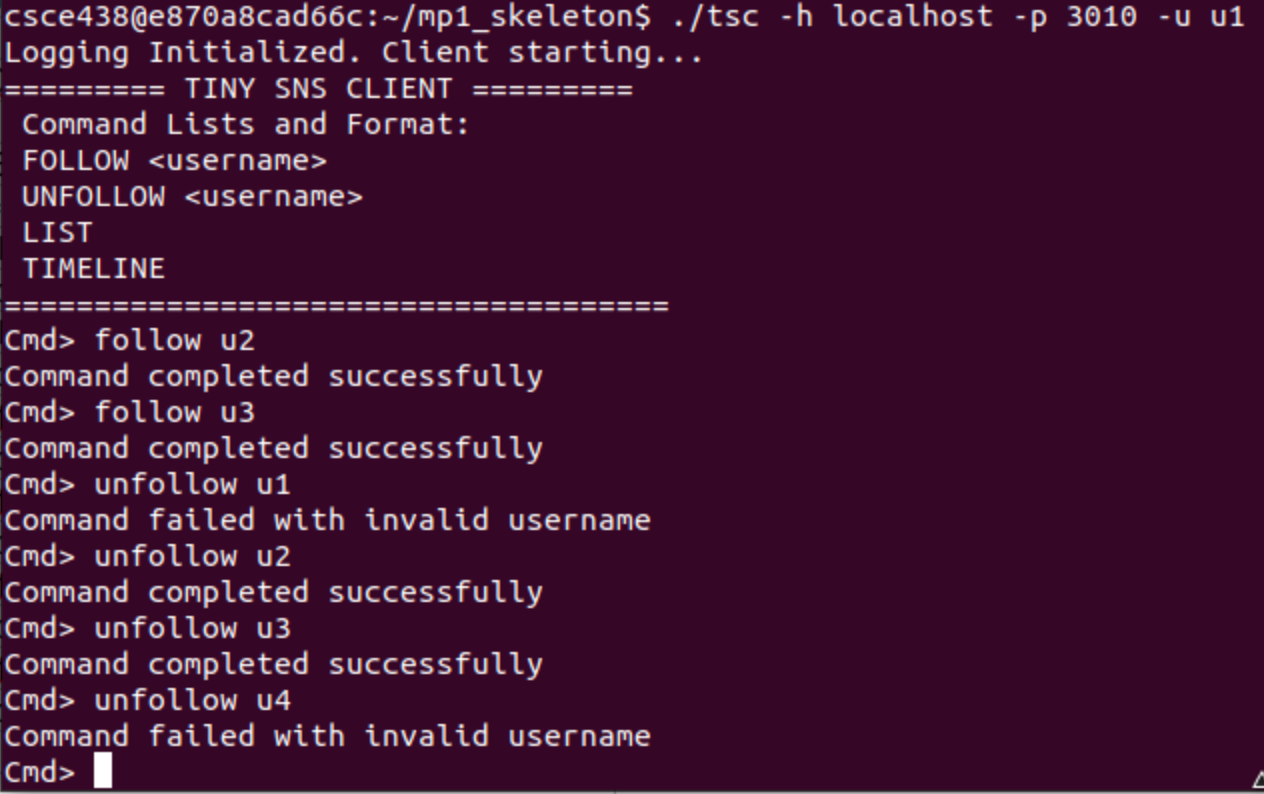 csce438@e870a8cad66c:~/mp1_skeleton$ ./tsc -h localhost -p 3010 -u u1
Logging Initialized. Client starting...
========= TINY SNS CLIENT =========
 Command Lists and Format:
 FOLLOW <username>
 UNFOLLOW <username>
 LIST
 TIMELINE
=====================================
Cmd> follow u2
Command completed successfully
Cmd> follow u3
Command completed successfully
Cmd> unfollow u1
Command failed with invalid username
Cmd> unfollow u2
Command completed successfully
Cmd> unfollow u3
Command completed successfully
Cmd> unfollow u4
Command failed with invalid username
Cmd>